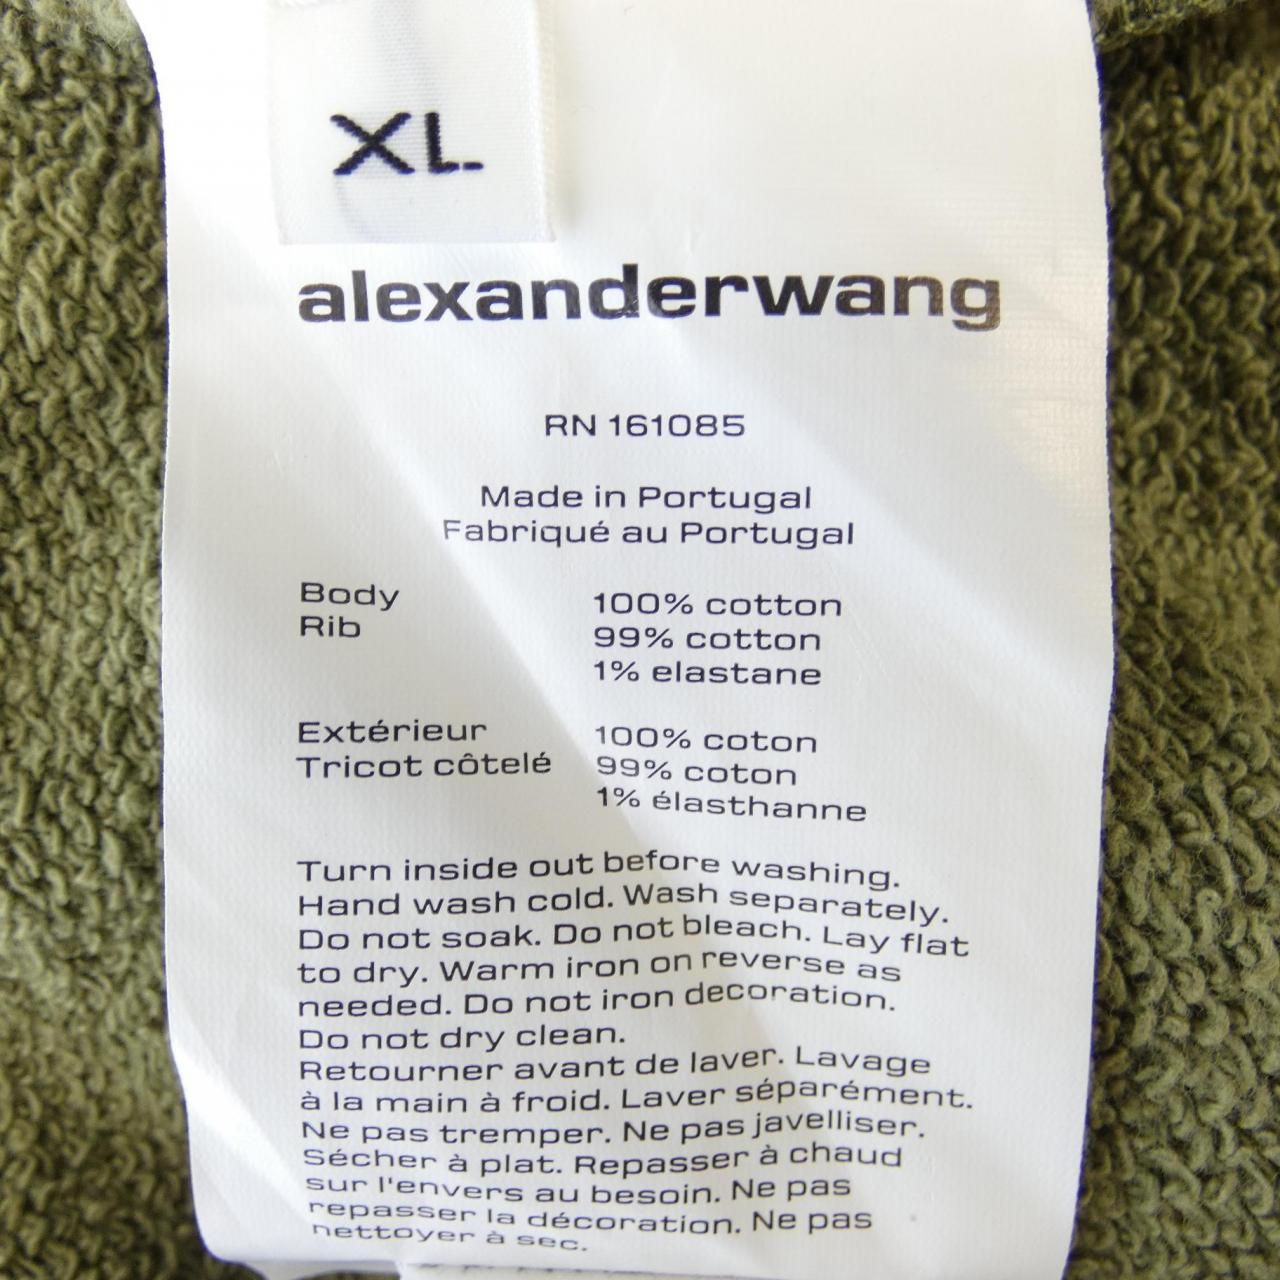 XL
alexanderwang
RN 161085
Made in Portugal
Fabriqué au Portugal
Body 100% cotton
Rib 99% cotton
1% elastane
Extérieur 100% coton
Tricot côtelé 99% coton
1% élasthanne
Turn inside out before washing.
Hand wash cold. Wash separately.
Do not soak. Do not bleach. Lay flat
to dry. Warm iron on reverse as
needed. Do not iron decoration.
Do not dry clean.
Retourner avant de laver. Lavage
à la main à froid. Laver séparément.
Ne pas tremper. Ne pas javelliser.
Sécher à plat. Repasser à chaud
sur l'envers au besoin. Ne pas
repasser la décoration. Ne pas
nettoyer à sec.